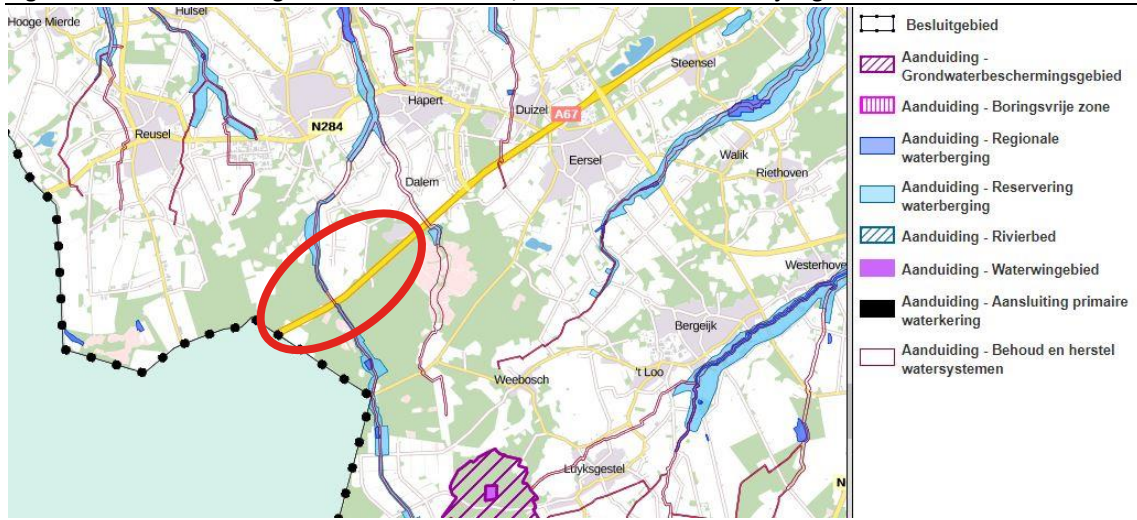 Hooge Mierde
Hulsel
Steensel
Hapert
Duizel
A67
N284
Reusel
Eersel
Walik
Riethoven
Dalem
Westerhove
Bergeijk
't Loo
Weebosch
Luyksgestel
N
Besluitgebied
Aanduiding -
Grondwaterbeschermingsgebied
Aanduiding - Boringsvrije zone
Aanduiding - Regionale
waterberging
Aanduiding - Reservering
waterberging
Aanduiding - Rivierbed
Aanduiding - Waterwingebied
Aanduiding - Aansluiting primaire
waterkering
Aanduiding - Behoud en herstel
watersystemen